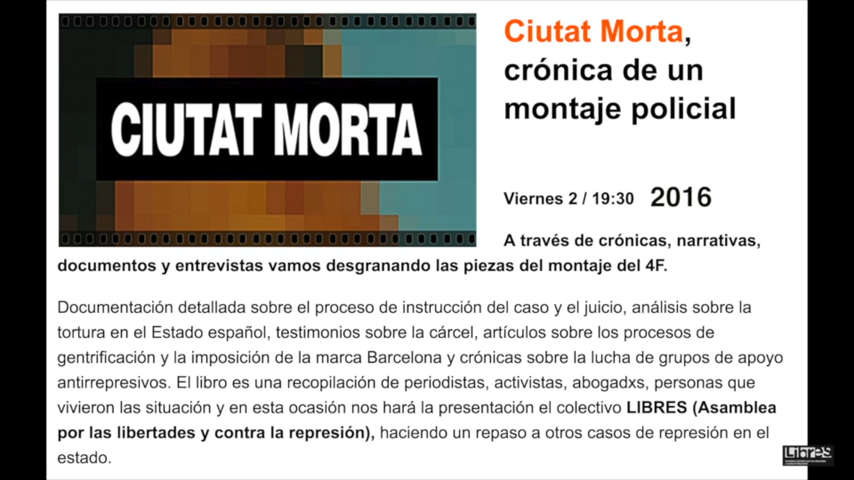 CIUTAT MORTA
Ciutat Morta,
crónica de un
montaje policial
Viernes 2 / 19:30 2016
A través de crónicas, narrativas,
documentos y entrevistas vamos desgranando las piezas del montaje del 4F.
Documentación detallada sobre el proceso de instrucción del caso y el juicio, análisis sobre la
tortura en el Estado español, testimonios sobre la cárcel, artículos sobre los procesos de
gentrificación y la imposición de la marca Barcelona y crónicas sobre la lucha de grupos de apoyo
antirrepresivos. El libro es una recopilación de periodistas, activistas, abogadxs, personas que
vivieron las situación y en esta ocasión nos hará la presentación el colectivo LIBRES (Asamblea
por las libertades y contra la represión), haciendo un repaso a otros casos de represión en el
estado.
Libres